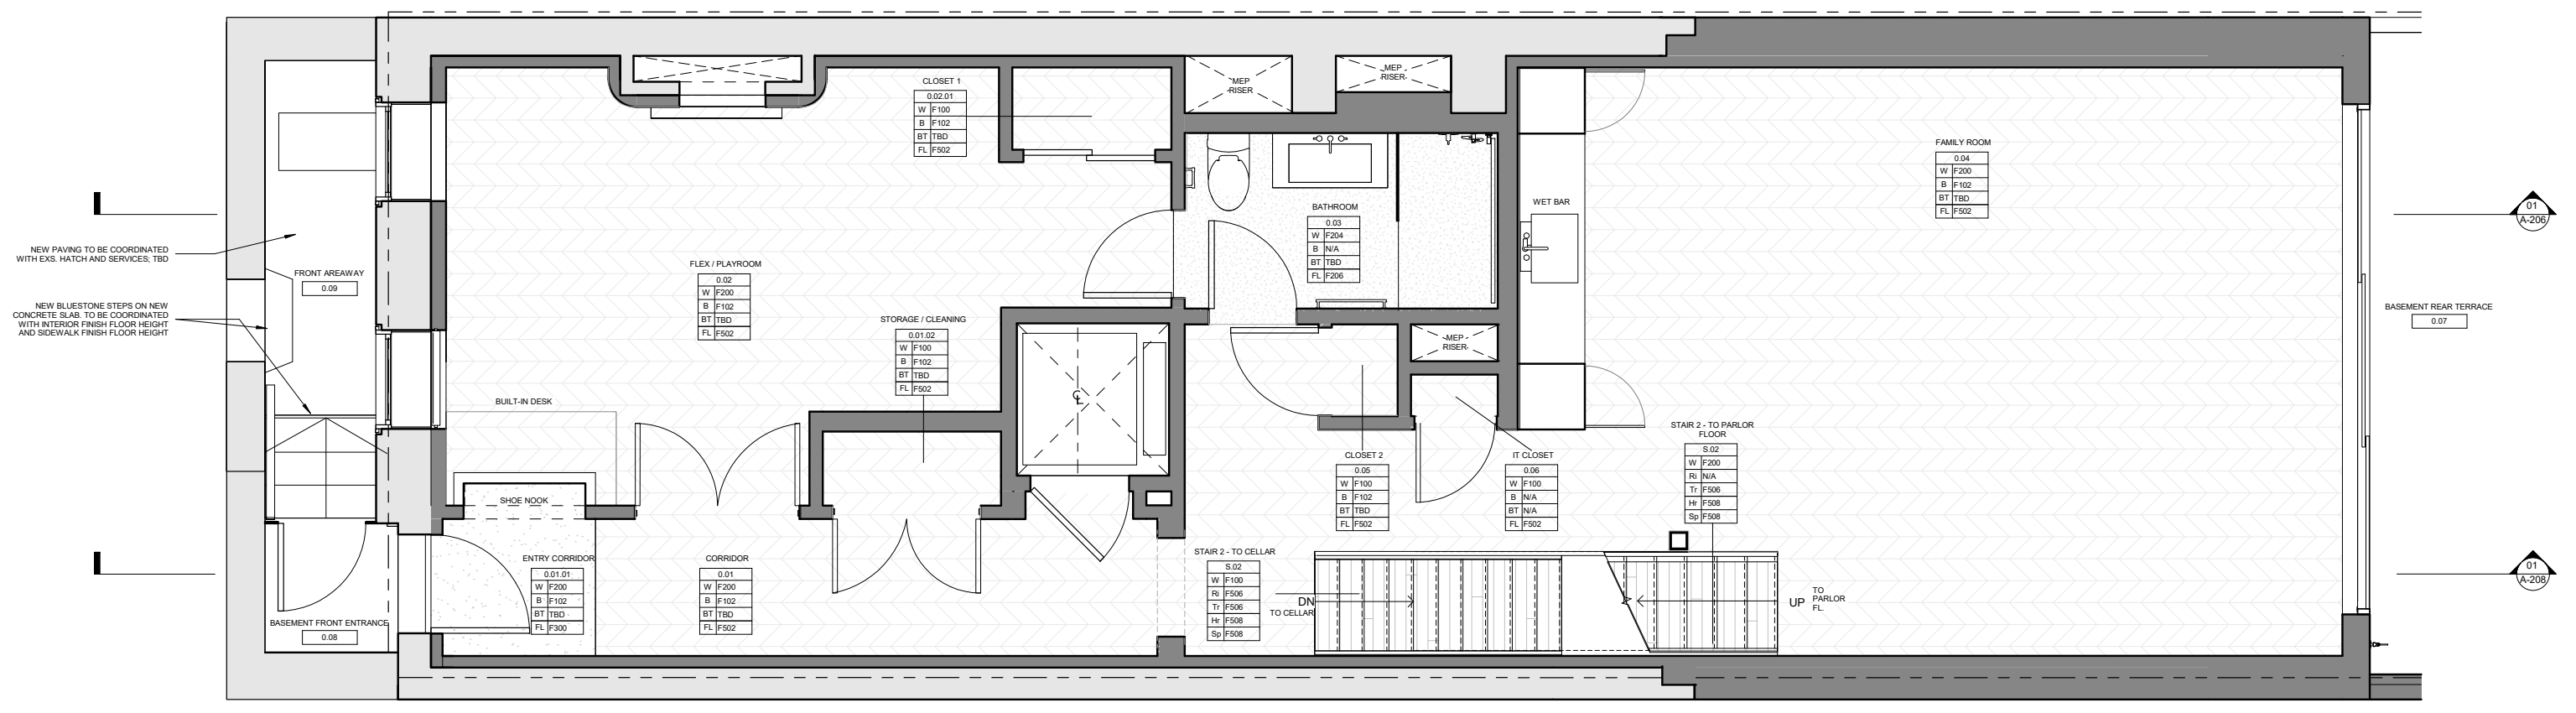 NEW PAVING TO BE COORDINATED
WITH EXS. HATCH AND SERVICES; TBD
NEW BLUESTONE STEPS ON NEW
CONCRETE SLAB. TO BE COORDINATED
WITH INTERIOR FINISH FLOOR HEIGHT
AND SIDEWALK FINISH FLOOR HEIGHT
FRONT AREAWAY
0.09
BASEMENT FRONT ENTRANCE
0.08
BUILT-IN DESK
SHOE NOOK
ENTRY CORRIDOR
0.01.01
W F200
B F102
BT TBD
FL F300
FLEX / PLAYROOM
0.02
W F200
B F102
BT TBD
FL F502
CORRIDOR
0.01
W F200
B F102
BT TBD
FL F502
CLOSET 1
0.02.01
W F100
B F102
BT TBD
FL F502
STORAGE / CLEANING
0.01.02
W F100
B F102
BT TBD
FL F502
CL
MEP
RISER
MEP
RISER
BATHROOM
0.03
W F204
B N/A
BT TBD
FL F206
MEP
RISER
WET BAR
CLOSET 2
0.05
W F100
B F102
BT TBD
FL F502
IT CLOSET
0.06
W F100
B N/A
BT N/A
FL F502
STAIR 2 - TO CELLAR
S.02
W F100
Ri F506
Tr F506
Hr F508
Sp F508
DN
TO CELLAR
STAIR 2 - TO PARLOR
FLOOR
S.02
W F200
Ri N/A
Tr F506
Hr F508
Sp F508
UP
TO
PARLOR
FL.
FAMILY ROOM
0.04
W F200
B F102
BT TBD
FL F502
BASEMENT REAR TERRACE
0.07
01
A-206
01
A-208